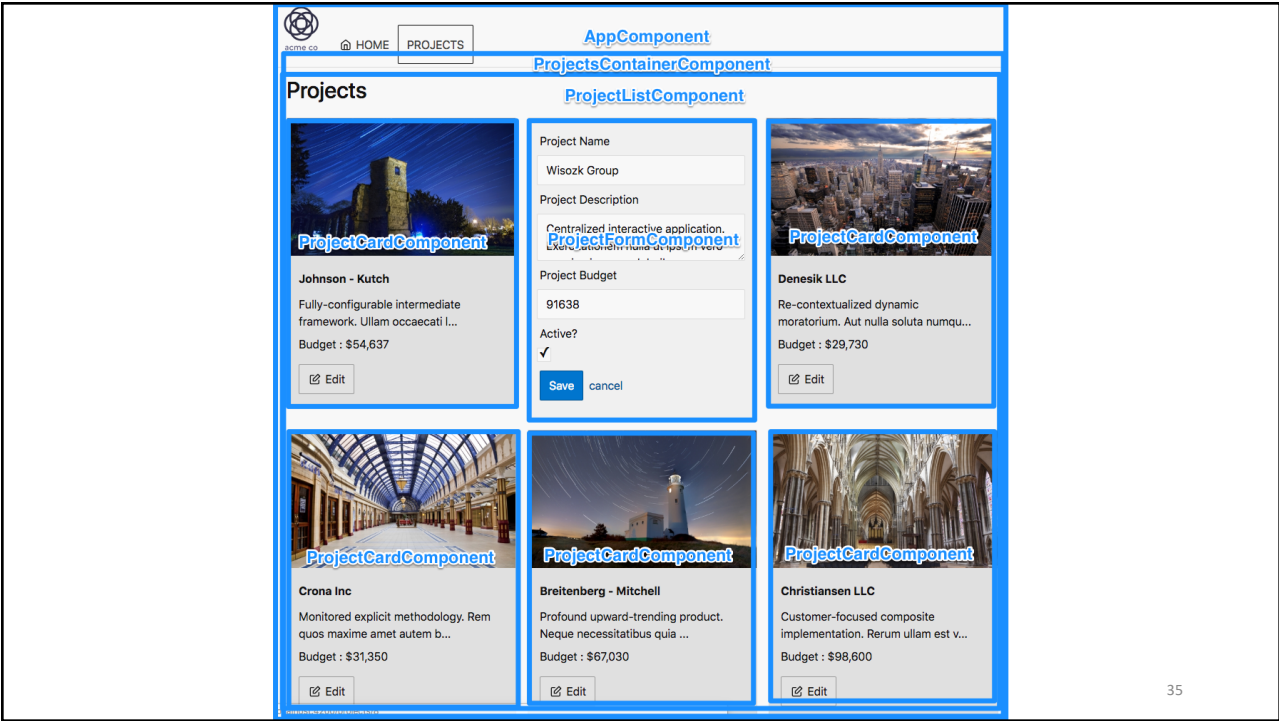 acme co
HOME
PROJECTS
AppComponent
ProjectsContainerComponent
Projects
ProjectListComponent
ProjectCardComponent
Johnson - Kutch
Fully-configurable intermediate
framework. Ullam occaecati l...
Budget : $54,637
Edit
Project Name
Wisozk Group
Project Description
Centralized interactive application.
ProjectFormComponent
Project Budget
91638
Active?
Save cancel
ProjectCardComponent
Denesik LLC
Re-contextualized dynamic
moratorium. Aut nulla soluta numqu...
Budget : $29,730
Edit
ProjectCardComponent
Crona Inc
Monitored explicit methodology. Rem
quos maxime amet autem b...
Budget : $31,350
Edit
ProjectCardComponent
Breitenberg - Mitchell
Profound upward-trending product.
Neque necessitatibus quia ...
Budget : $67,030
Edit
ProjectCardComponent
Christiansen LLC
Customer-focused composite
implementation. Rerum ullam est v...
Budget : $98,600
Edit
35